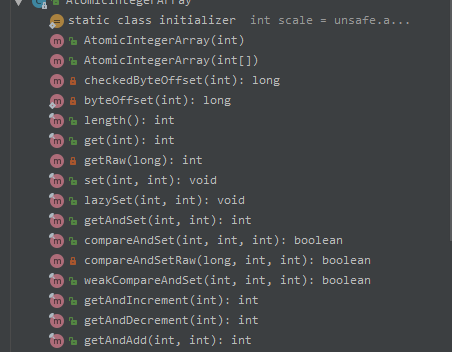 AtomicIntegerArray
static class initializer int scale = unsafe.a...
AtomicIntegerArray(int)
AtomicIntegerArray(int[])
checkedByteOffset(int): long
byteOffset(int): long
length(): int
get(int): int
getRaw(long): int
set(int, int): void
lazySet(int, int): void
getAndSet(int, int): int
compareAndSet(int, int, int): boolean
compareAndSetRaw(long, int, int): boolean
weakCompareAndSet(int, int, int): boolean
getAndIncrement(int): int
getAndDecrement(int): int
getAndAdd(int, int): int